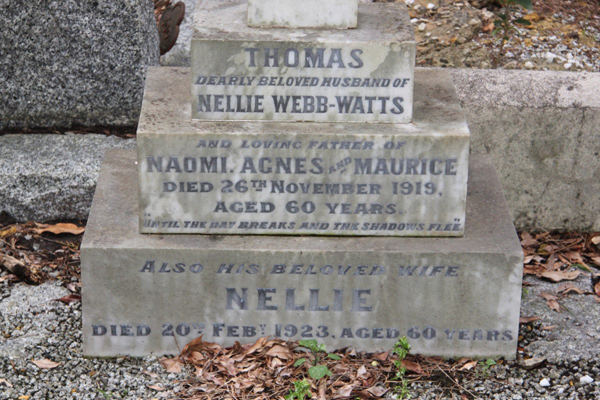 THOMAS
DEARLY BELOVED HUSBAND OF
NELLIE WEBB-WATTS
AND LOVING FATHER OF
NAOMI. AGNES AND MAURICE
DIED 26TH NOVEMBER 1919.
AGED 60 YEARS.
"UNTIL THE DAY BREAKS AND THE SHADOWS FLEE."
ALSO HIS BELOVED WIFE
NELLIE
DIED 20TH FEBY 1923. AGED 60 YEARS